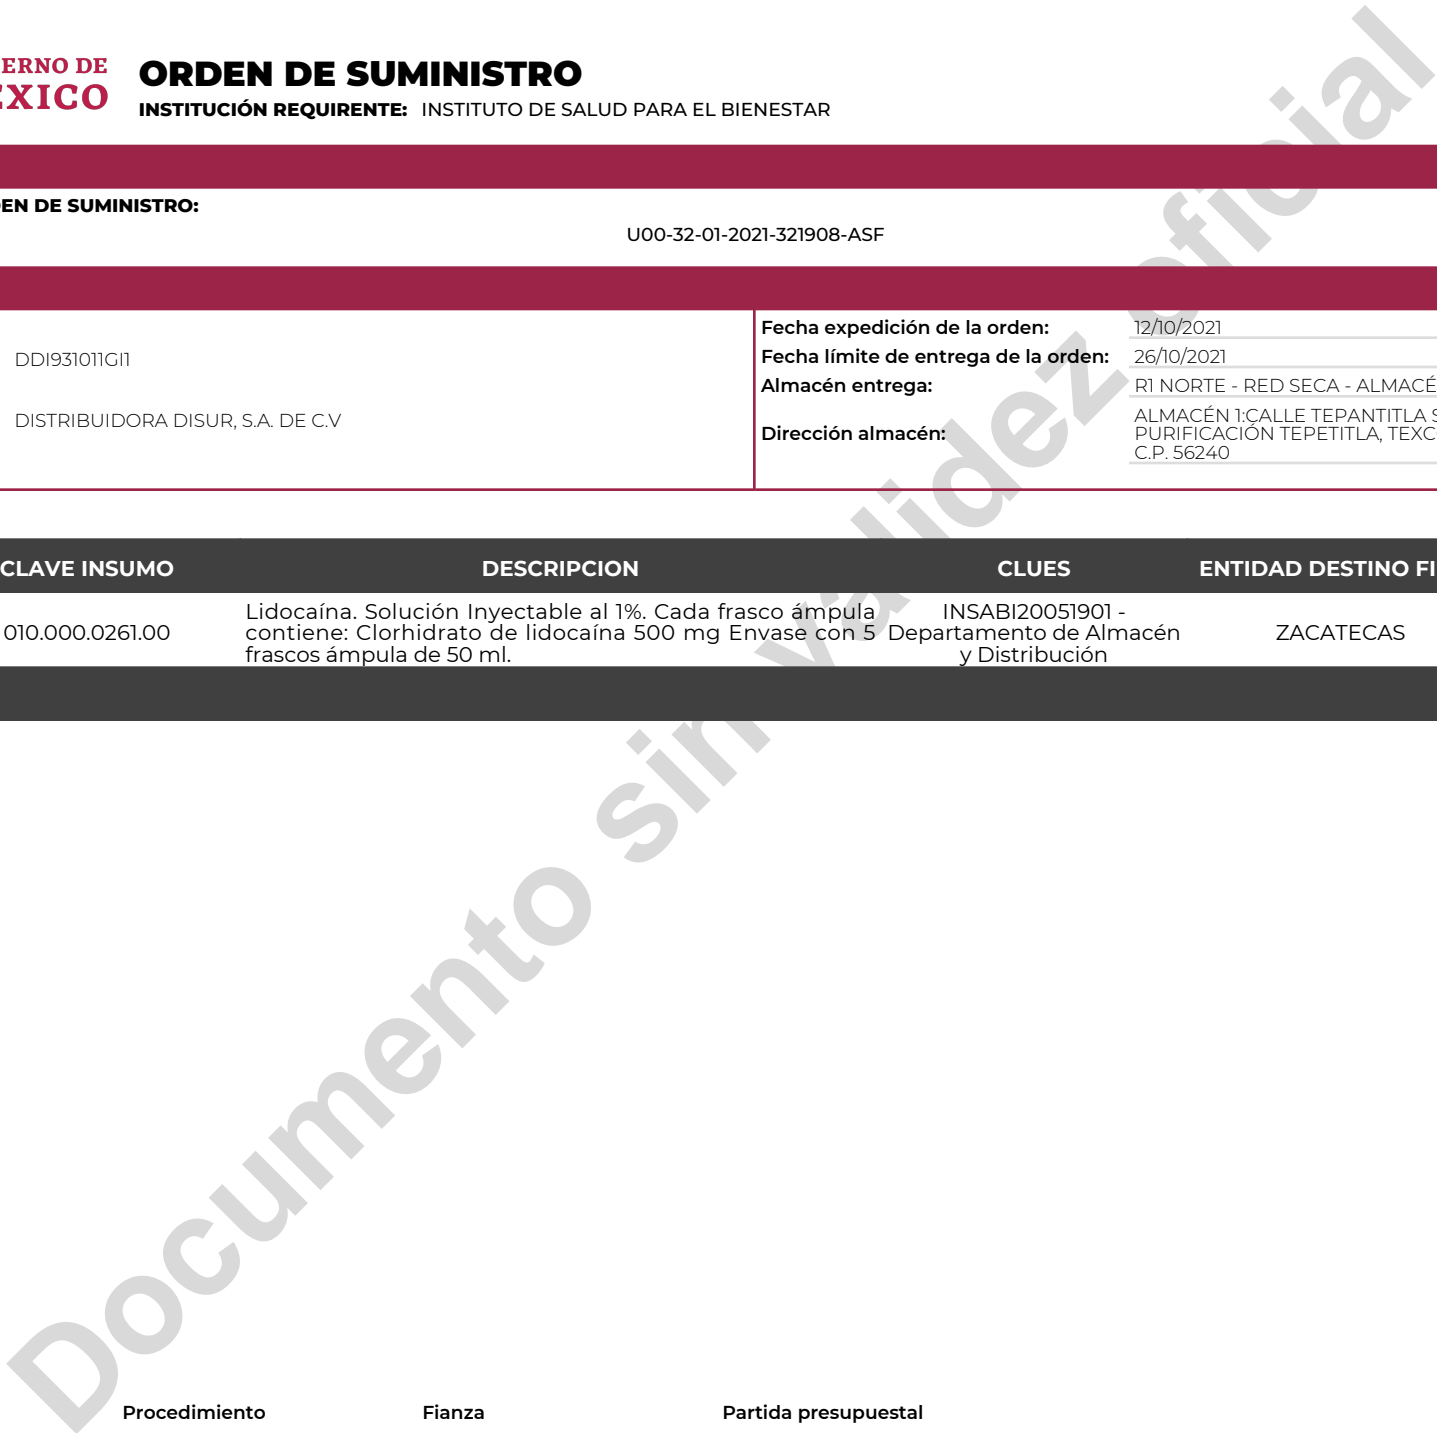 ERNO DE
EXICO
ORDEN DE SUMINISTRO
INSTITUCIÓN REQUIRENTE: INSTITUTO DE SALUD PARA EL BIENESTAR
EN DE SUMINISTRO:
U00-32-01-2021-321908-ASF
DDI931011GI1
DISTRIBUIDORA DISUR, S.A. DE C.V
Fecha expedición de la orden: 12/10/2021
Fecha límite de entrega de la orden: 26/10/2021
Almacén entrega: R1 NORTE - RED SECA - ALMACÉ
Dirección almacén:
ALMACÉN 1:CALLE TEPANTITLA S
PURIFICACIÓN TEPETITLA, TEXC
C.P. 56240
CLAVE INSUMO DESCRIPCION CLUES ENTIDAD DESTINO FI
010.000.0261.00
Lidocaína. Solución Inyectable al 1%. Cada frasco ámpula
contiene: Clorhidrato de lidocaína 500 mg Envase con 5
frascos ámpula de 50 ml.
INSABI20051901 -
Departamento de Almacén
y Distribución
ZACATECAS
Documento sin validez oficial
Procedimiento Fianza Partida presupuestal